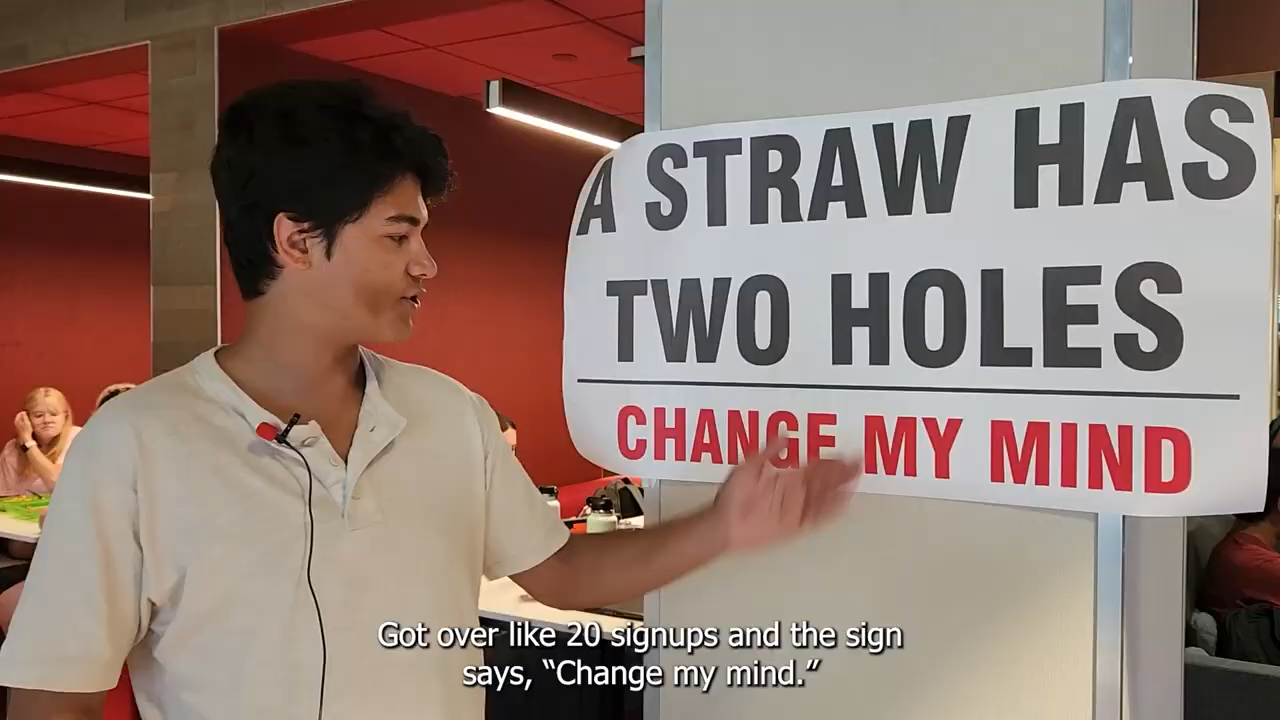 A STRAW HAS
TWO HOLES
CHANGE MY MIND
Got over like 20 signups and the sign
says, “Change my mind.”